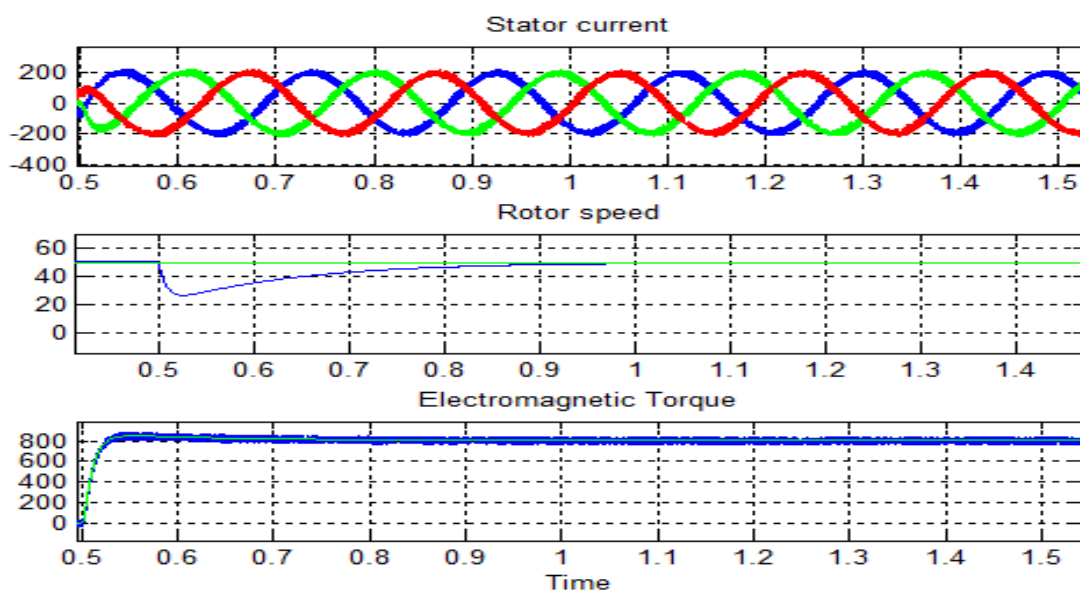 Stator current
200
0
-200
-400
0.5 0.6 0.7 0.8 0.9 1 1.1 1.2 1.3 1.4 1.5
Rotor speed
60
40
20
0
0.5 0.6 0.7 0.8 0.9 1 1.1 1.2 1.3 1.4
Electromagnetic Torque
800
600
400
200
0
0.5 0.6 0.7 0.8 0.9 1 1.1 1.2 1.3 1.4 1.5
Time